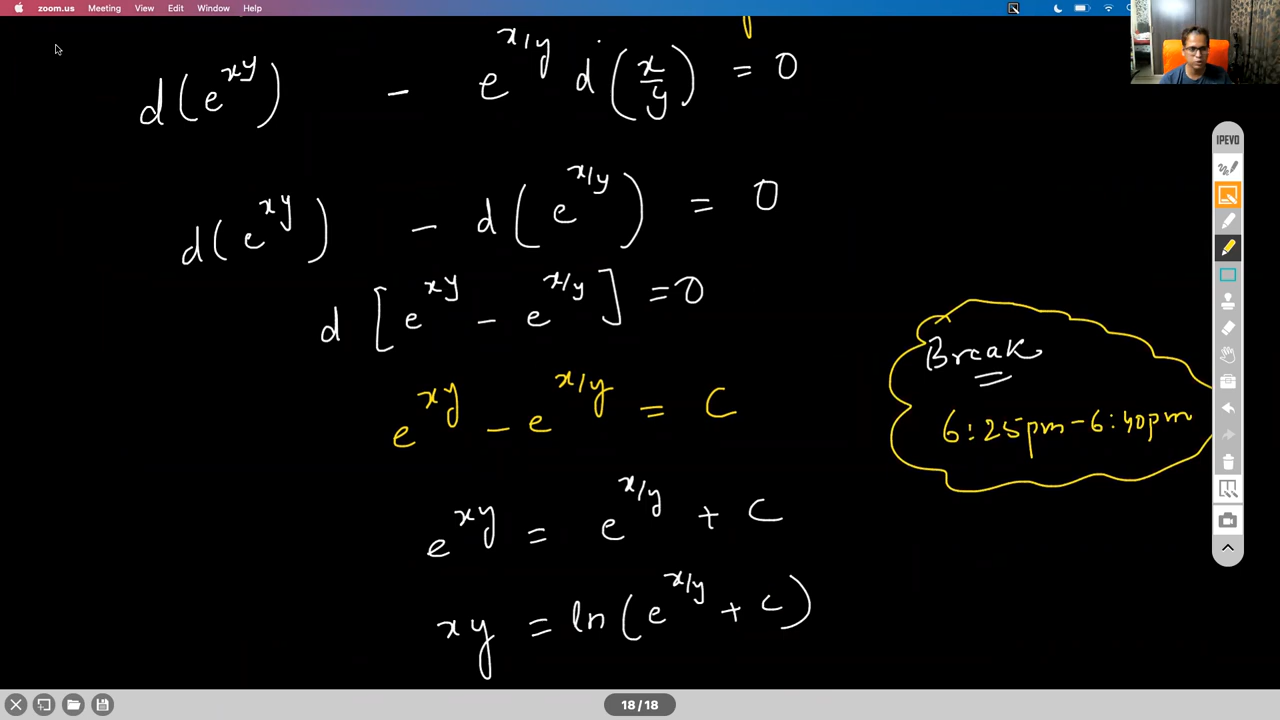 zoom.us Meeting View Edit Window Help
d(e^{xy}) - e^{x/y} d(x/y) = 0
IPEVO
d(e^{xy}) - d(e^{x/y}) = 0
d[e^{xy} - e^{x/y}] = 0
Break
e^{xy} - e^{x/y} = C
6:25pm-6:40pm
e^{xy} = e^{x/y} + C
xy = ln(e^{x/y} + C)
18/18